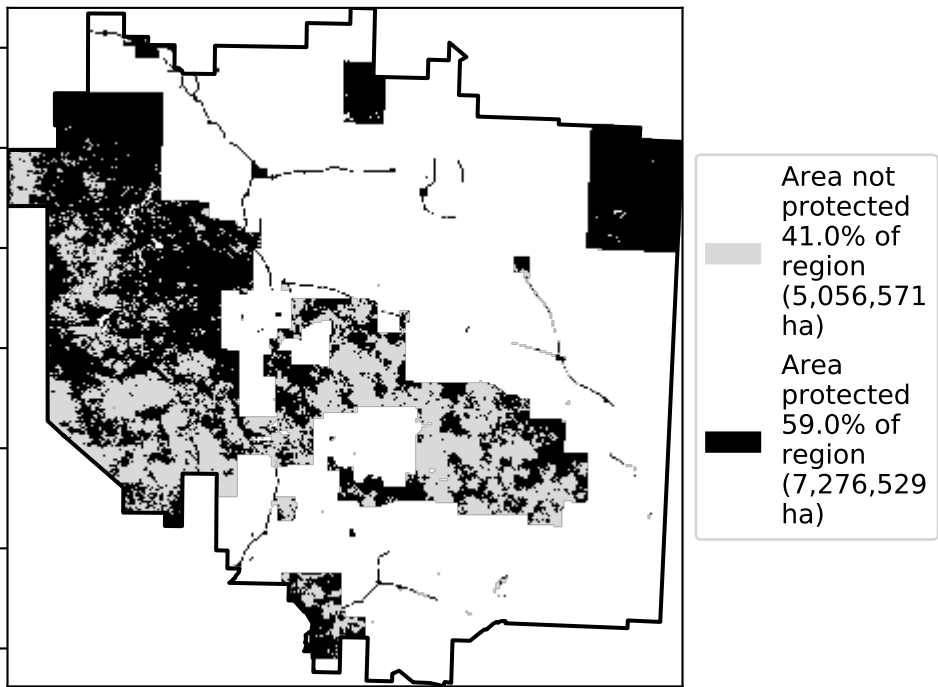 Area not
protected
41.0% of
region
(5,056,571
ha)
Area
protected
59.0% of
region
(7,276,529
ha)